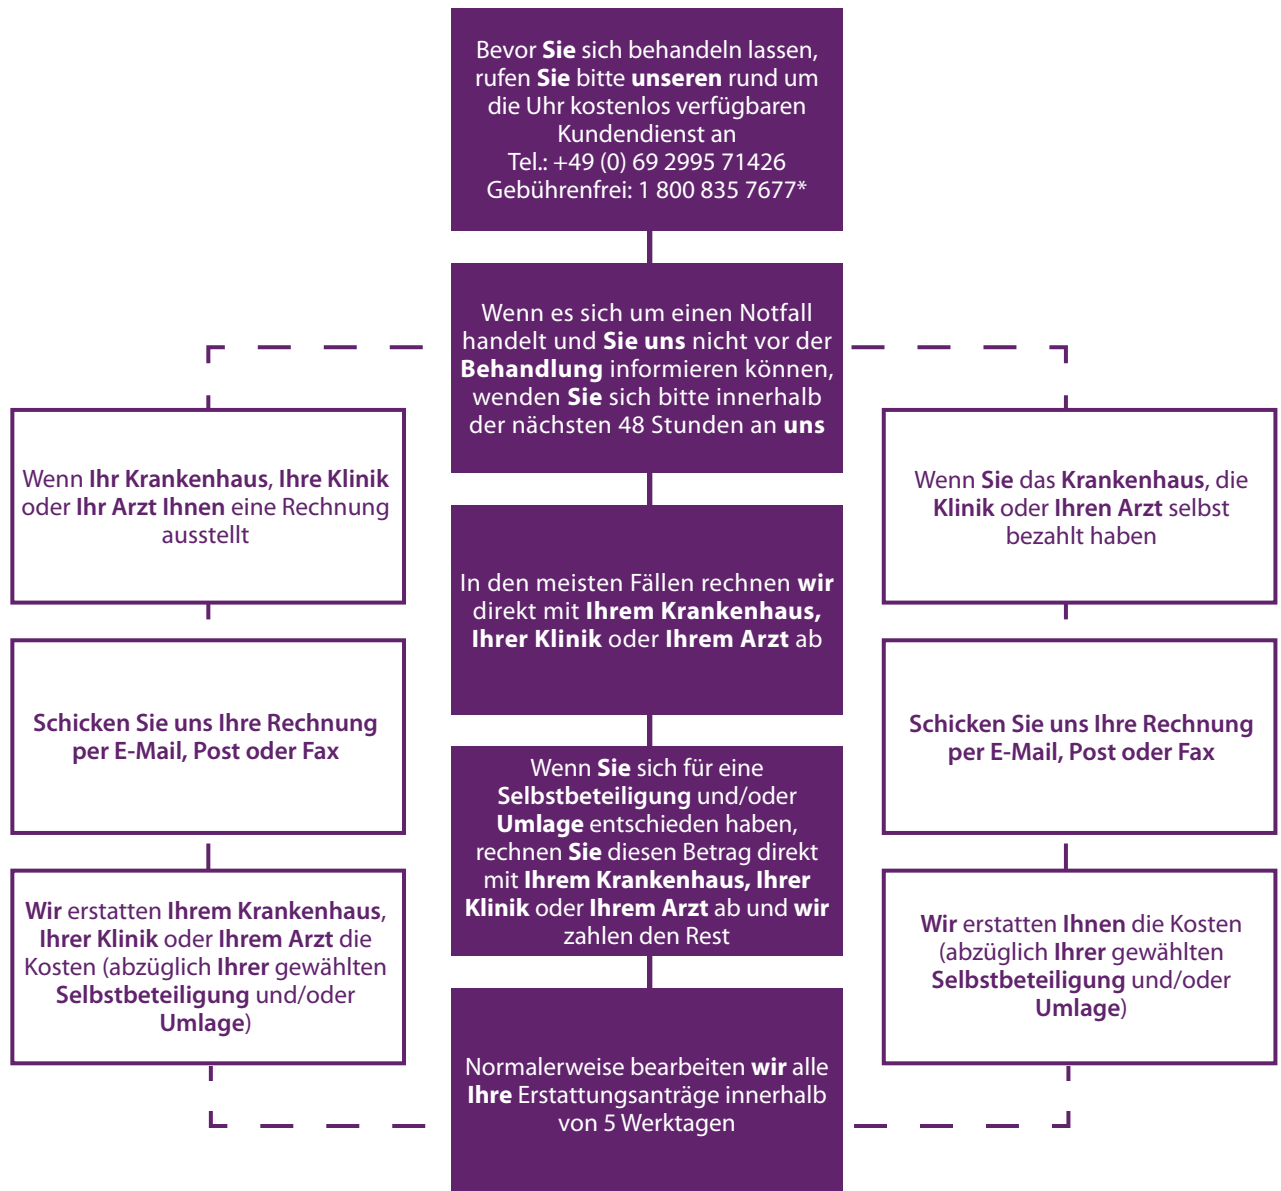 Bevor Sie sich behandeln lassen,
rufen Sie bitte unseren rund um
die Uhr kostenlos verfügbaren
Kundendienst an
Tel.: +49 (0) 69 2995 71426
Gebührenfrei: 1 800 835 7677*
Wenn es sich um einen Notfall
handelt und Sie uns nicht vor der
Behandlung informieren können,
wenden Sie sich bitte innerhalb
der nächsten 48 Stunden an uns
Wenn Ihr Krankenhaus, Ihre Klinik
oder Ihr Arzt Ihnen eine Rechnung
ausstellt
Schicken Sie uns Ihre Rechnung
per E-Mail, Post oder Fax
Wir erstatten Ihrem Krankenhaus,
Ihrer Klinik oder Ihrem Arzt die
Kosten (abzüglich Ihrer gewählten
Selbstbeteiligung und/oder
Umlage)
In den meisten Fällen rechnen wir
direkt mit Ihrem Krankenhaus,
Ihrer Klinik oder Ihrem Arzt ab
Wenn Sie sich für eine
Selbstbeteiligung und/oder
Umlage entschieden haben,
rechnen Sie diesen Betrag direkt
mit Ihrem Krankenhaus, Ihrer
Klinik oder Ihrem Arzt ab und wir
zahlen den Rest
Wenn Sie das Krankenhaus, die
Klinik oder Ihren Arzt selbst
bezahlt haben
Schicken Sie uns Ihre Rechnung
per E-Mail, Post oder Fax
Wir erstatten Ihnen die Kosten
(abzüglich Ihrer gewählten
Selbstbeteiligung und/oder
Umlage)
Normalerweise bearbeiten wir alle
Ihre Erstattungsanträge innerhalb
von 5 Werktagen